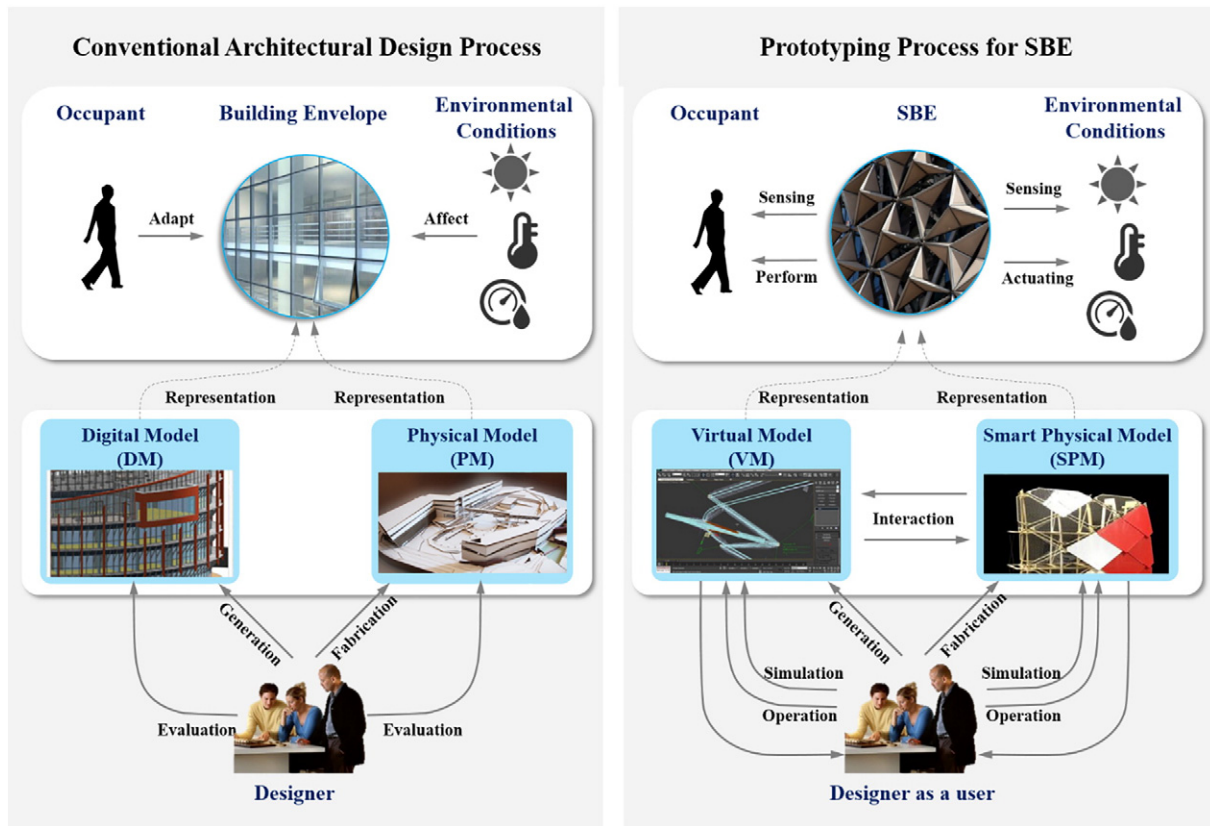 Conventional Architectural Design Process
Occupant
Building Envelope
Environmental
Conditions
Adapt
Affect
Representation
Representation
Digital Model
(DM)
Physical Model
(PM)
Generation
Fabrication
Evaluation
Evaluation
Designer
Prototyping Process for SBE
Occupant
SBE
Environmental
Conditions
Sensing
Sensing
Perform
Actuating
Representation
Representation
Virtual Model
(VM)
Smart Physical Model
(SPM)
Interaction
Generation
Fabrication
Simulation
Simulation
Operation
Operation
Designer as a user